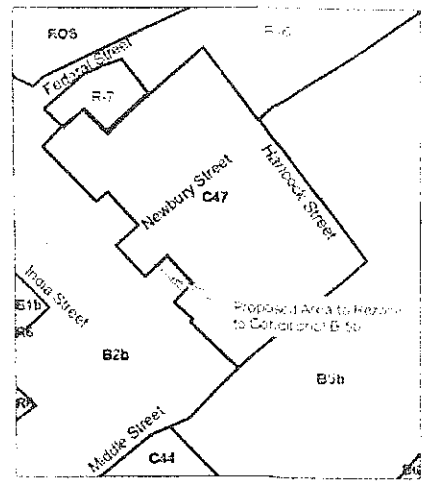 ROS
R-6
Federal Street
R-7
Newbury Street
C47
Hancock Street
India Street
B1b
R6
B2b
Proposed Area to Rezone
to Conditional B-5b
B5b
Middle Street
C44